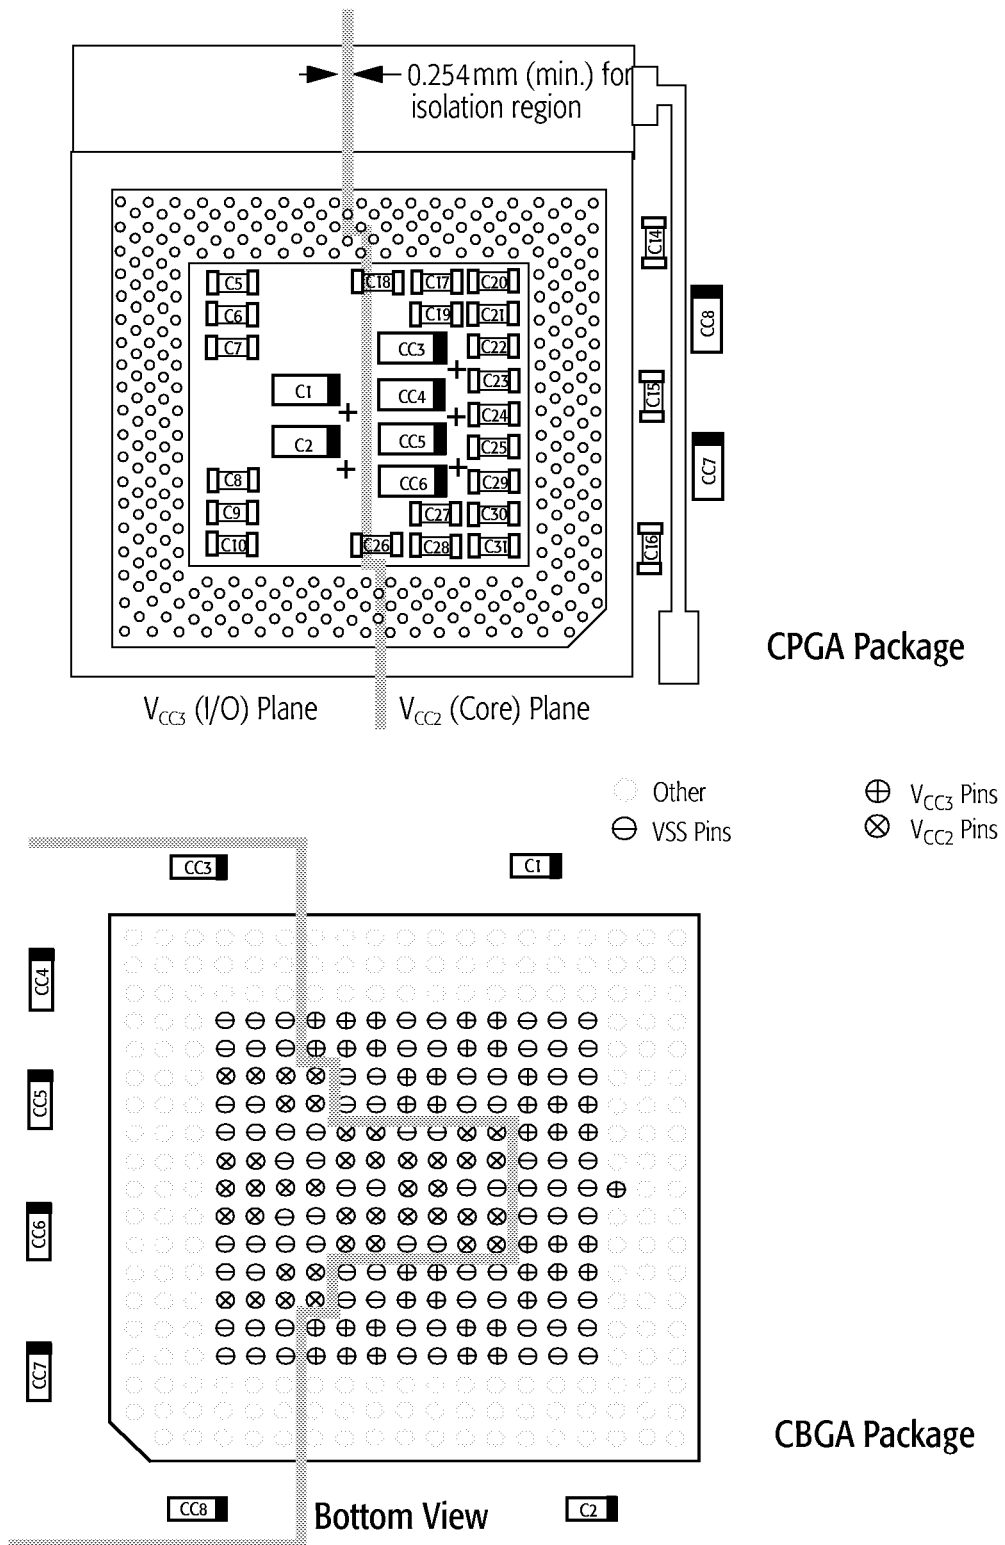 0.254 mm (min.) for
isolation region
C5 C18 C17 C20
C6 C19 C21
C7 CC3 C22
C1 CC4 C23
C24
C2 CC5 C25
C8 CC6 C29
C9 C27 C30
C10 C26 C28 C31
C14
CC8
C15
CC7
C16
CPGA Package
VCC3 (I/O) Plane VCC2 (Core) Plane
Other VCC3 Pins
VSS Pins VCC2 Pins
CC3 C1
CC4
CC5
CC6
CC7
CBGA Package
CC8 Bottom View C2